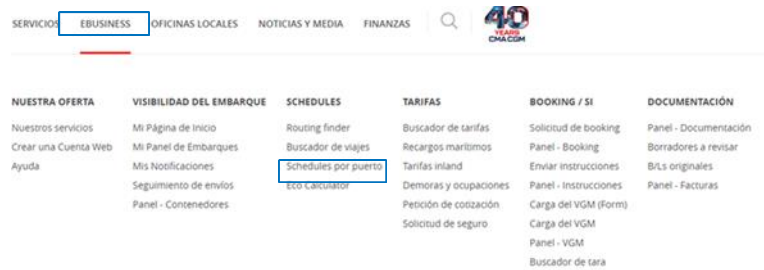 SERVICIOS EBUSINESS OFICINAS LOCALES NOTICIAS Y MEDIA FINANZAS
40
YEARS
CMA CGM
NUESTRA OFERTA
Nuestros servicios
Crear una Cuenta Web
Ayuda
VISIBILIDAD DEL EMBARQUE
Mi Página de Inicio
Mi Panel de Embarques
Mis Notificaciones
Seguimiento de envíos
Panel - Contenedores
SCHEDULES
Routing finder
Buscador de viajes
Schedules por puerto
Eco Calculator
TARIFAS
Buscador de tarifas
Recargos marítimos
Tarifas inland
Demoras y ocupaciones
Petición de cotización
Solicitud de seguro
BOOKING / SI
Solicitud de booking
Panel - Booking
Enviar instrucciones
Panel - Instrucciones
Carga del VGM (Form)
Carga del VGM
Panel - VGM
Buscador de tara
DOCUMENTACIÓN
Panel - Documentación
Borradores a revisar
B/Ls originales
Panel - Facturas